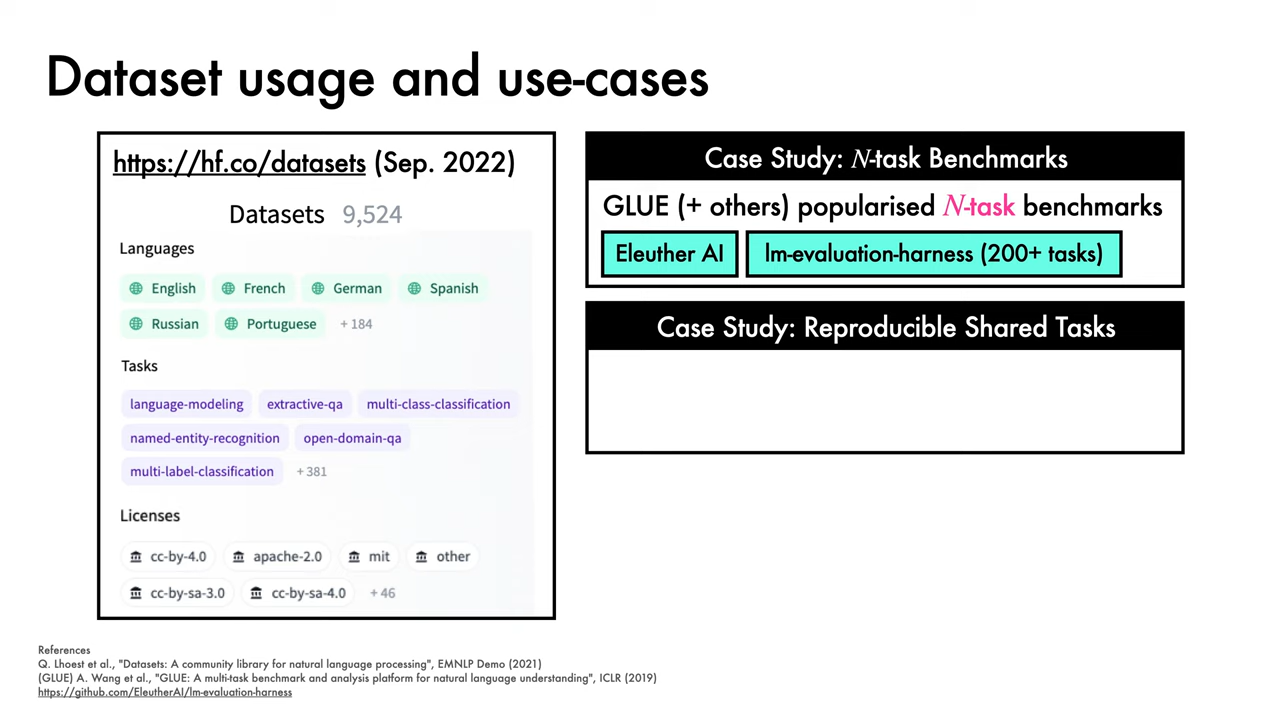 Dataset usage and use-cases
https://hf.co/datasets (Sep. 2022)
Datasets 9,524
Languages
English French German Spanish
Russian Portuguese + 184
Tasks
language-modeling extractive-qa multi-class-classification
named-entity-recognition open-domain-qa
multi-label-classification + 381
Licenses
cc-by-4.0 apache-2.0 mit other
cc-by-sa-3.0 cc-by-sa-4.0 + 46
Case Study: N-task Benchmarks
GLUE (+ others) popularised N-task benchmarks
Eleuther AI lm-evaluation-harness (200+ tasks)
Case Study: Reproducible Shared Tasks
References
Q. Lhoest et al., "Datasets: A community library for natural language processing", EMNLP Demo (2021)
(GLUE) A. Wang et al., "GLUE: A multi-task benchmark and analysis platform for natural language understanding", ICLR (2019)
https://github.com/EleutherAI/lm-evaluation-harness